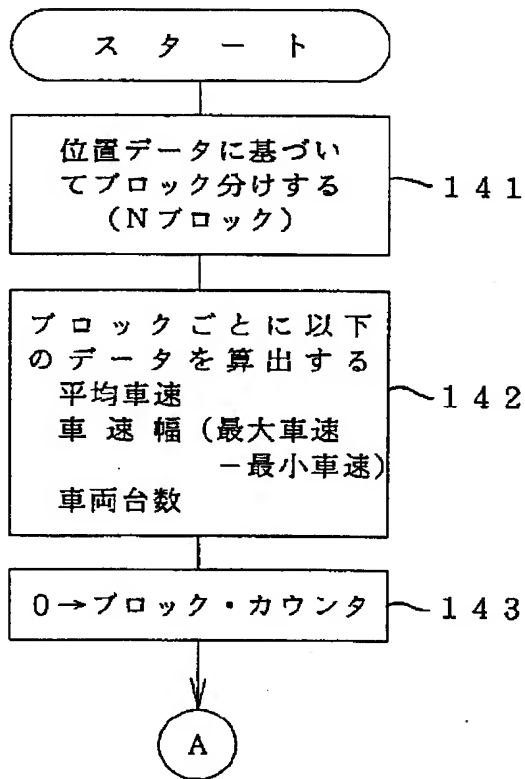 スタート
位置データに基づい
てブロック分けする
(Nブロック)
141
ブロックごとに以下
のデータを算出する
平均車速
車速幅(最大車速
-最小車速)
車両台数
142
0→ブロック・カウンタ
143
A